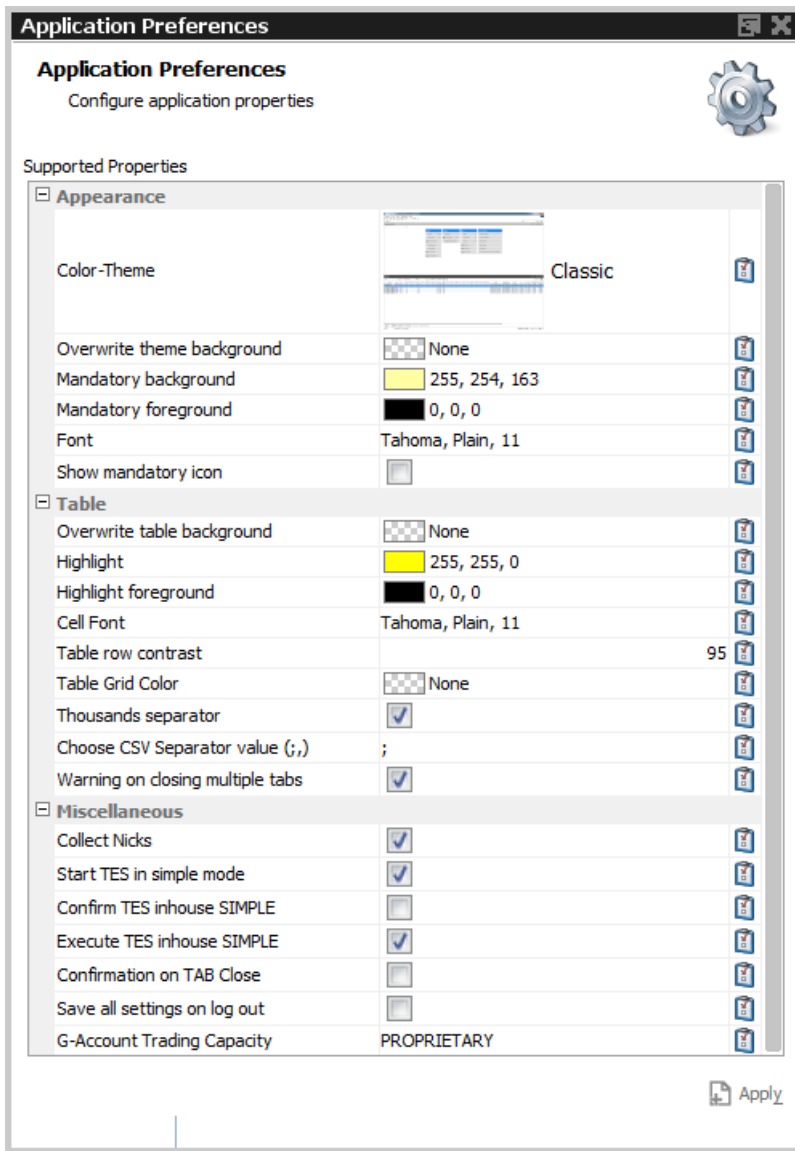 Application Preferences
Application Preferences
Configure application properties
Supported Properties
Appearance
Color-Theme Classic
Overwrite theme background None
Mandatory background 255, 254, 163
Mandatory foreground 0, 0, 0
Font Tahoma, Plain, 11
Show mandatory icon
Table
Overwrite table background None
Highlight 255, 255, 0
Highlight foreground 0, 0, 0
Cell Font Tahoma, Plain, 11
Table row contrast 95
Table Grid Color None
Thousands separator
Choose CSV Separator value (;,) ;
Warning on closing multiple tabs
Miscellaneous
Collect Nicks
Start TES in simple mode
Confirm TES inhouse SIMPLE
Execute TES inhouse SIMPLE
Confirmation on TAB Close
Save all settings on log out
G-Account Trading Capacity PROPRIETARY
Apply